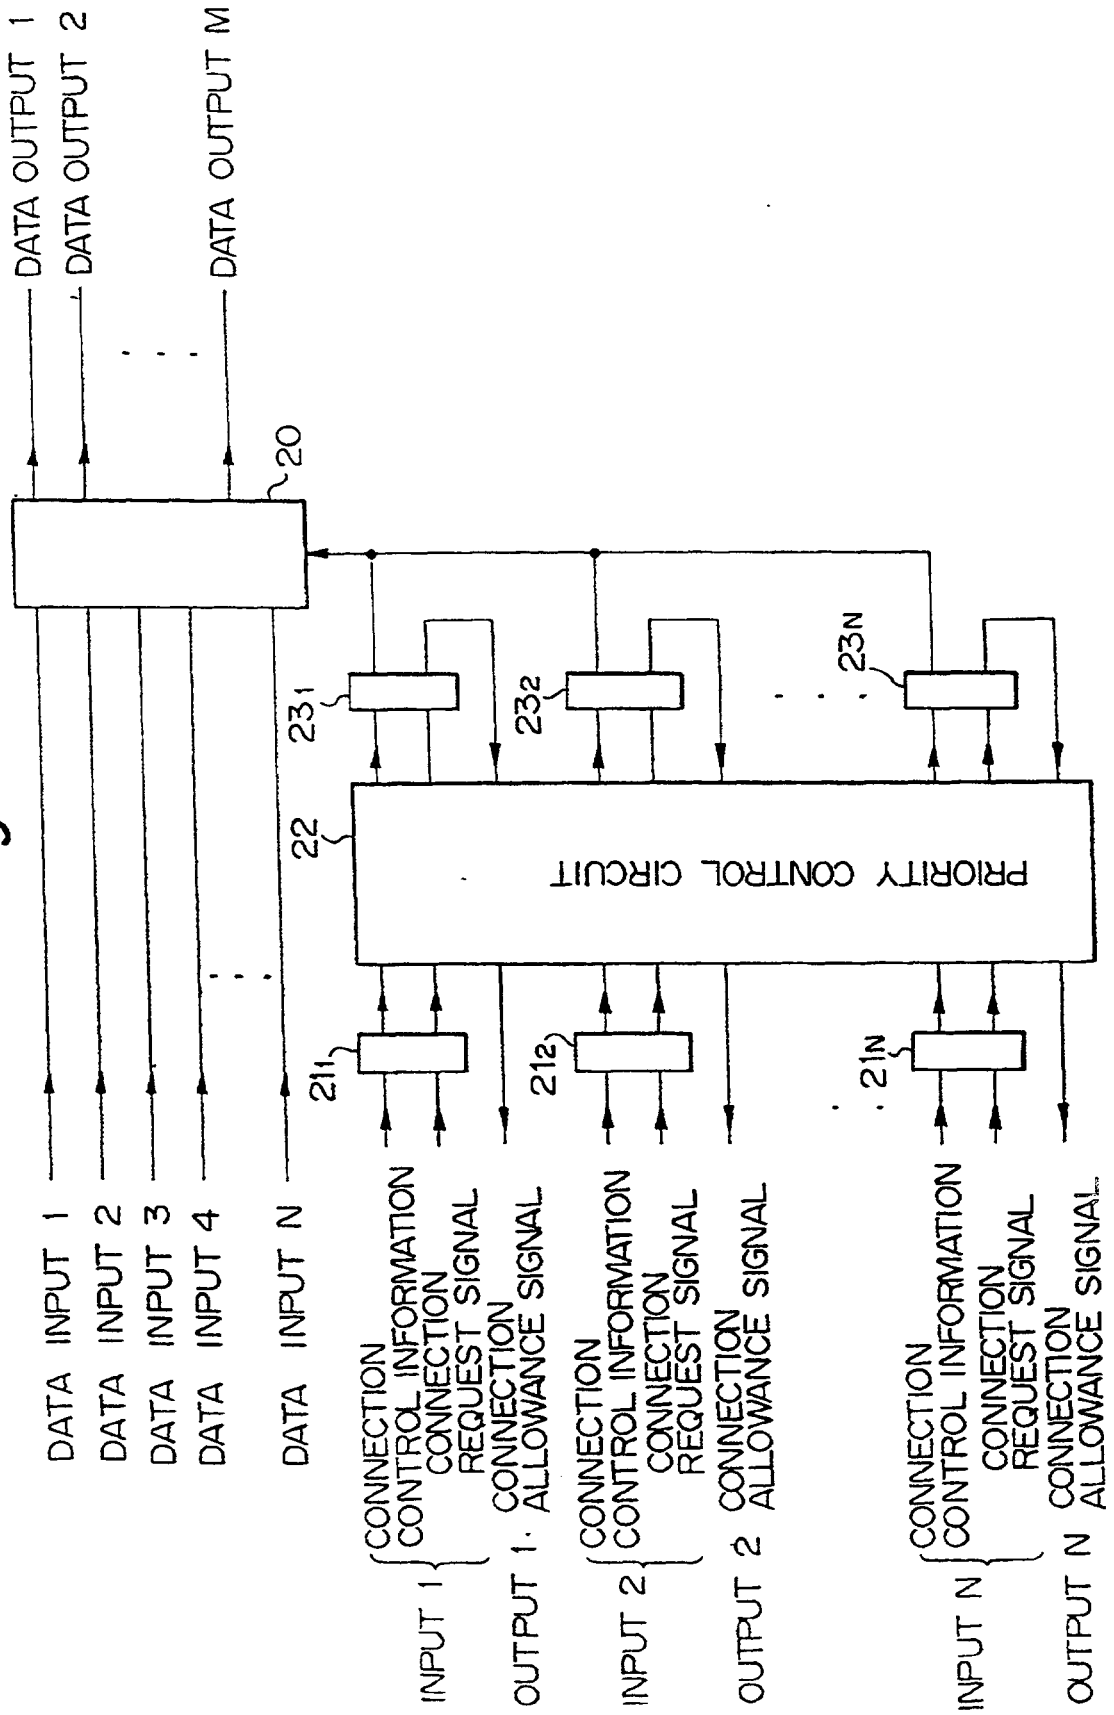 DATA INPUT 1
DATA INPUT 2
DATA INPUT 3
DATA INPUT 4
DATA INPUT N
DATA OUTPUT 1
DATA OUTPUT 2
DATA OUTPUT M
20
INPUT 1
CONNECTION
CONTROL INFORMATION
CONNECTION
REQUEST SIGNAL
OUTPUT 1
CONNECTION
ALLOWANCE SIGNAL
211
22
231
INPUT 2
CONNECTION
CONTROL INFORMATION
CONNECTION
REQUEST SIGNAL
OUTPUT 2
CONNECTION
ALLOWANCE SIGNAL
212
PRIORITY CONTROL CIRCUIT
232
INPUT N
CONNECTION
CONTROL INFORMATION
CONNECTION
REQUEST SIGNAL
OUTPUT N
CONNECTION
ALLOWANCE SIGNAL
21N
23N